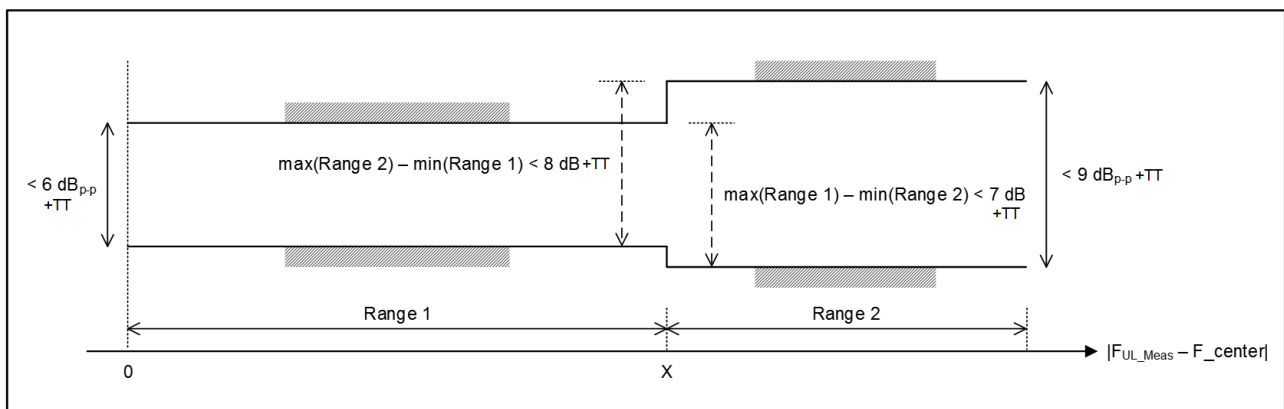 max(Range 2) – min(Range 1) < 8 dB +TT
< 6 dBp-p
+TT
max(Range 1) – min(Range 2) < 7 dB
+TT
< 9 dBp-p +TT
Range 1
Range 2
|FUL_Meas – F_center|
0
X